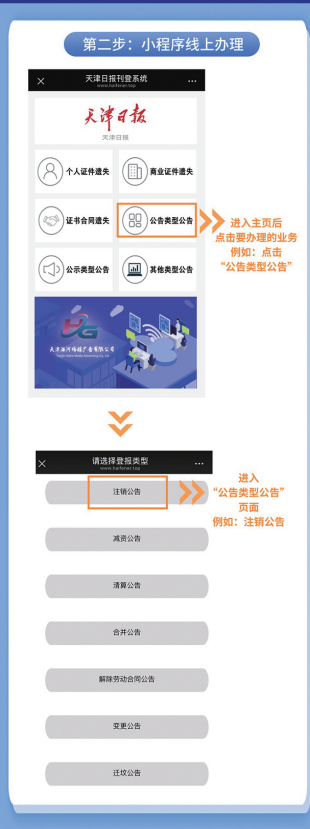 第二步：小程序线上办理
天津日报刊登系统
www.haifener.top
天津日报
天津日报
个人证件遗失
商业证件遗失
证书合同遗失
公告类型公告
公示类型公告
其他类型公告
进入主页后
点击要办理的业务
例如：点击
“公告类型公告”
HG
天津海河传媒广告有限公司
请选择登报类型
www.haifener.top
注销公告
减资公告
清算公告
合并公告
解除劳动合同公告
变更公告
迁坟公告
进入
“公告类型公告”
页面
例如：注销公告